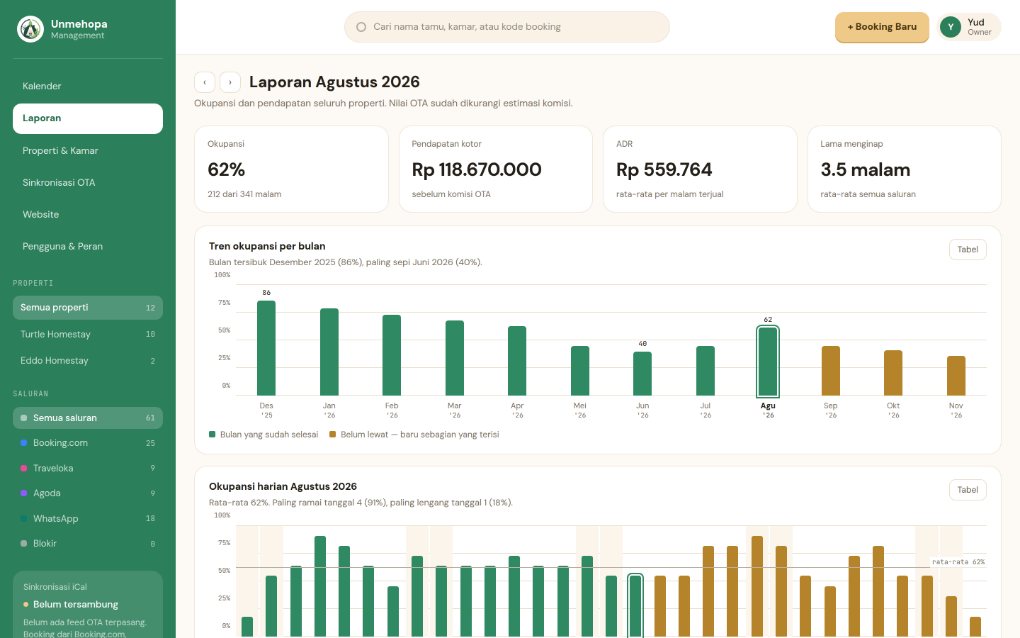 Unmehopa
Management
Cari nama tamu, kamar, atau kode booking
+ Booking Baru
Y
Yud
Owner
Kalender
Laporan
Properti & Kamar
Sinkronisasi OTA
Website
Pengguna & Peran
PROPERTI
Semua properti 12
Turtle Homestay 10
Eddo Homestay 2
SALURAN
Semua saluran 61
Booking.com 25
Traveloka 9
Agoda 9
WhatsApp 18
Blokir 0
Sinkronisasi iCal
Belum tersambung
Belum ada feed OTA terpasang.
Booking dari Booking.com,
‹ › Laporan Agustus 2026
Okupansi dan pendapatan seluruh properti. Nilai OTA sudah dikurangi estimasi komisi.
Okupansi
62%
212 dari 341 malam
Pendapatan kotor
Rp 118.670.000
sebelum komisi OTA
ADR
Rp 559.764
rata-rata per malam terjual
Lama menginap
3.5 malam
rata-rata semua saluran
Tren okupansi per bulan
Tabel
Bulan tersibuk Desember 2025 (86%), paling sepi Juni 2026 (40%).
100%
75%
50%
25%
0%
86
40
62
Des Jan Feb Mar Apr Mei Jun Jul Agu Sep Okt Nov
'25 '26 '26 '26 '26 '26 '26 '26 '26 '26 '26 '26
Bulan yang sudah selesai
Belum lewat — baru sebagian yang terisi
Okupansi harian Agustus 2026
Tabel
Rata-rata 62%. Paling ramai tanggal 4 (91%), paling lengang tanggal 1 (18%).
100%
75%
50%
25%
0%
rata-rata 62%